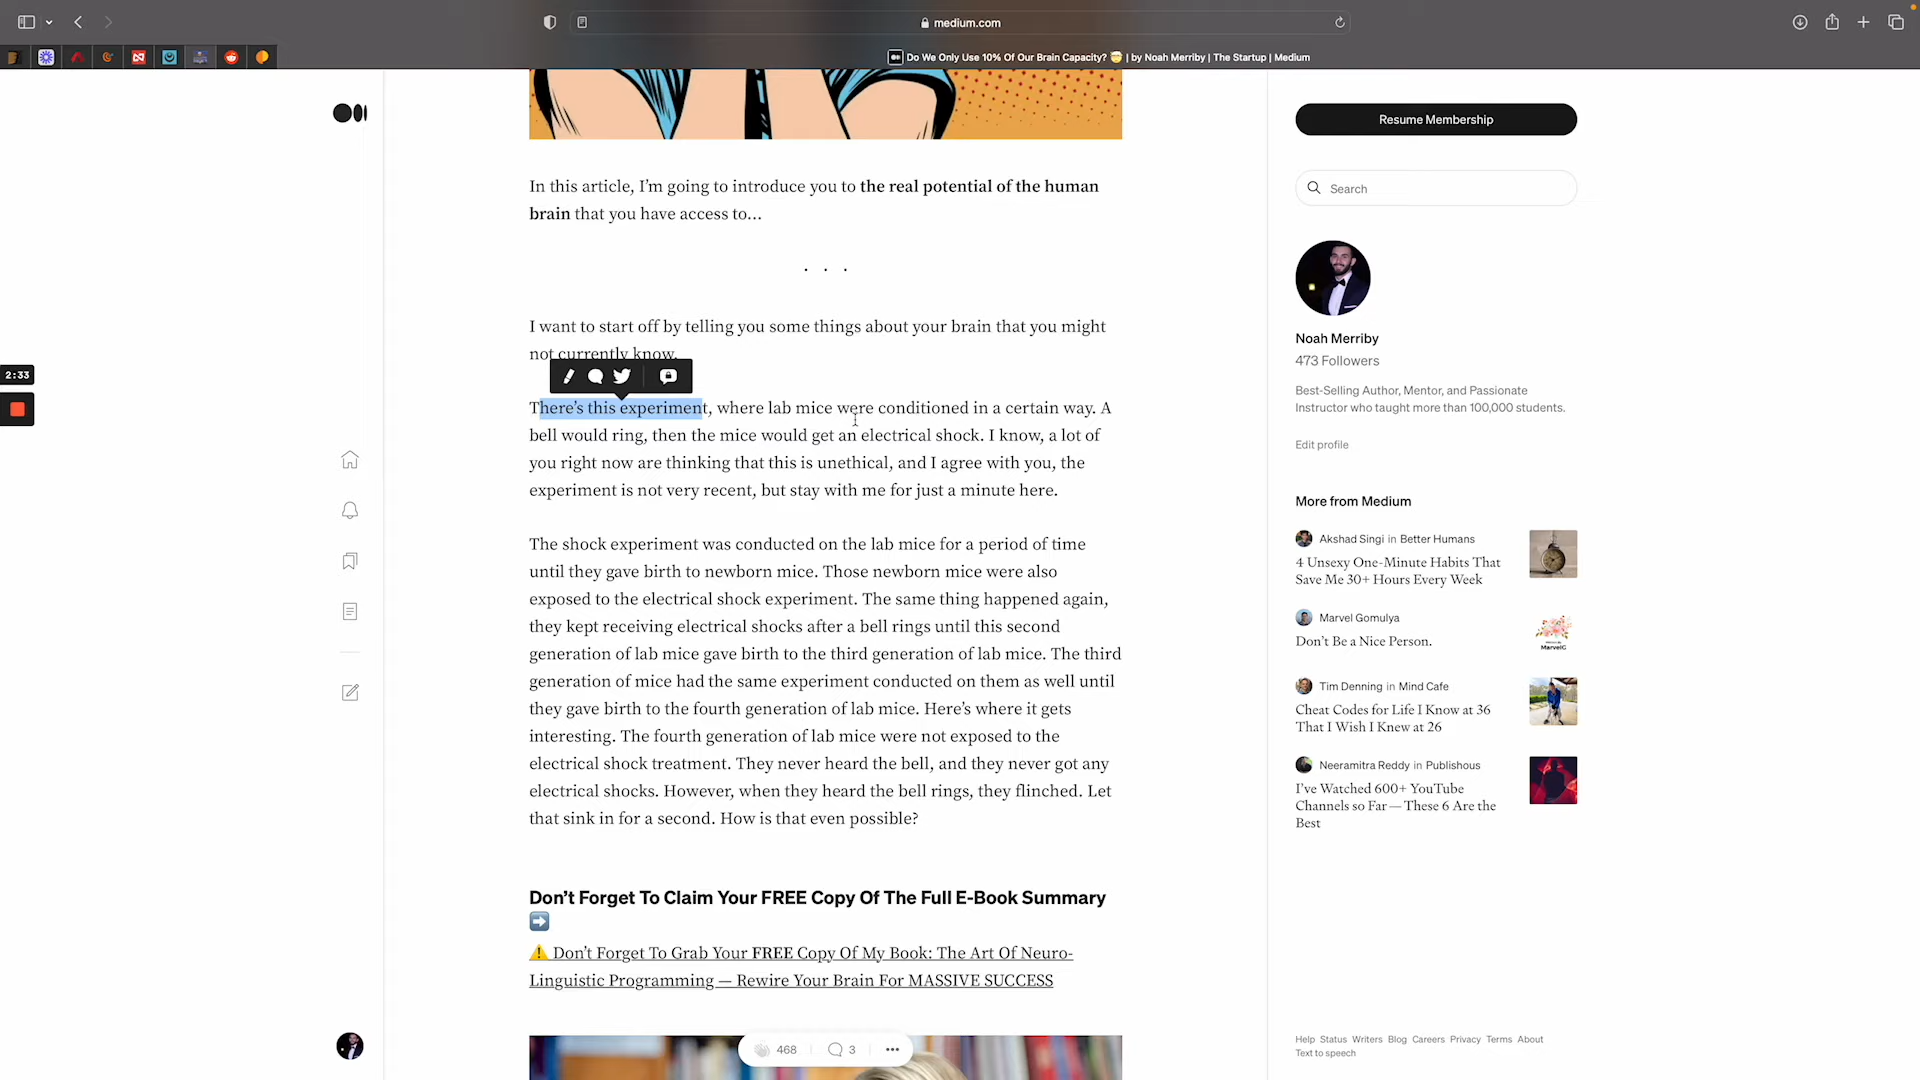 medium.com
Do We Only Use 10% Of Our Brain Capacity? 🤯 | by Noah Merriby | The Startup | Medium
In this article, I'm going to introduce you to the real potential of the human
brain that you have access to…
. . .
I want to start off by telling you some things about your brain that you might
not currently know.
There's this experiment, where lab mice were conditioned in a certain way. A
bell would ring, then the mice would get an electrical shock. I know, a lot of
you right now are thinking that this is unethical, and I agree with you, the
experiment is not very recent, but stay with me for just a minute here.
The shock experiment was conducted on the lab mice for a period of time
until they gave birth to newborn mice. Those newborn mice were also
exposed to the electrical shock experiment. The same thing happened again,
they kept receiving electrical shocks after a bell rings until this second
generation of lab mice gave birth to the third generation of lab mice. The third
generation of mice had the same experiment conducted on them as well until
they gave birth to the fourth generation of lab mice. Here's where it gets
interesting. The fourth generation of lab mice were not exposed to the
electrical shock treatment. They never heard the bell, and they never got any
electrical shocks. However, when they heard the bell rings, they flinched. Let
that sink in for a second. How is that even possible?
Don't Forget To Claim Your FREE Copy Of The Full E-Book Summary
➡️
⚠️ Don't Forget To Grab Your FREE Copy Of My Book: The Art Of Neuro-
Linguistic Programming — Rewire Your Brain For MASSIVE SUCCESS
468
3
2:33
Resume Membership
Search
Noah Merriby
473 Followers
Best-Selling Author, Mentor, and Passionate
Instructor who taught more than 100,000 students.
Edit profile
More from Medium
Akshad Singi in Better Humans
4 Unsexy One-Minute Habits That
Save Me 30+ Hours Every Week
Marvel Gomulya
Don't Be a Nice Person.
MarvelG
Tim Denning in Mind Cafe
Cheat Codes for Life I Know at 36
That I Wish I Knew at 26
Neeramitra Reddy in Publishous
I've Watched 600+ YouTube
Channels so Far — These 6 Are the
Best
Help Status Writers Blog Careers Privacy Terms About
Text to speech